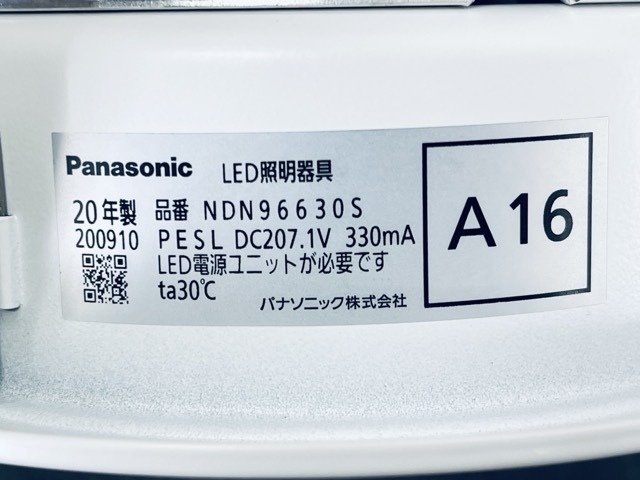 Panasonic LED照明器具
20年製 品番 NDN96630S
200910 PESL DC207.1V 330mA
LED電源ユニットが必要です
ta30℃
パナソニック株式会社
A16